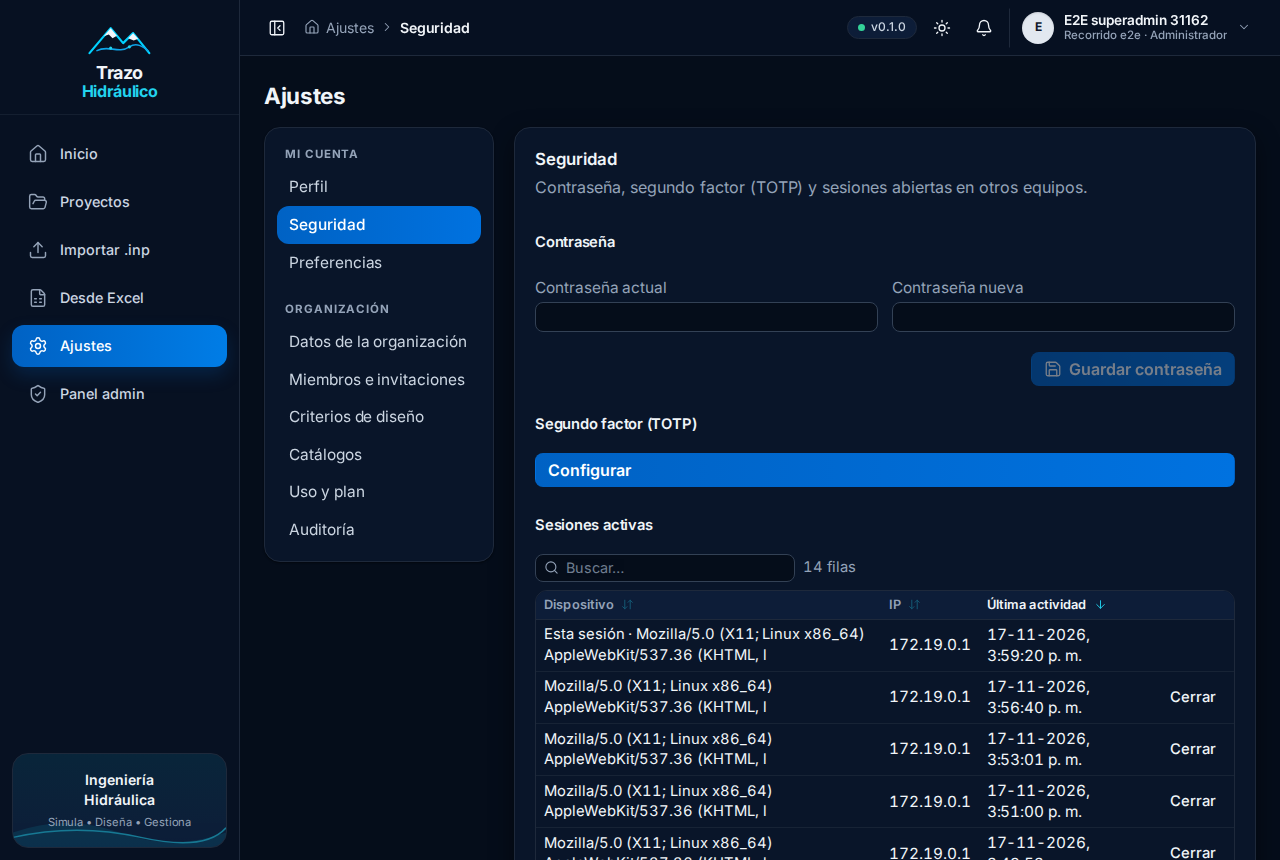 Trazo
Hidráulico
Inicio
Proyectos
Importar .inp
Desde Excel
Ajustes
Panel admin
Ingeniería
Hidráulica
Simula • Diseña • Gestiona
Ajustes > Seguridad
v0.1.0
E
E2E superadmin 31162
Recorrido e2e · Administrador
Ajustes
MI CUENTA
Perfil
Seguridad
Preferencias
ORGANIZACIÓN
Datos de la organización
Miembros e invitaciones
Criterios de diseño
Catálogos
Uso y plan
Auditoría
Seguridad
Contraseña, segundo factor (TOTP) y sesiones abiertas en otros equipos.
Contraseña
Contraseña actual
Contraseña nueva
Guardar contraseña
Segundo factor (TOTP)
Configurar
Sesiones activas
Buscar...
14 filas
Dispositivo
IP
Última actividad
Esta sesión · Mozilla/5.0 (X11; Linux x86_64)
AppleWebKit/537.36 (KHTML, l
172.19.0.1
17-11-2026,
3:59:20 p. m.
Mozilla/5.0 (X11; Linux x86_64)
AppleWebKit/537.36 (KHTML, l
172.19.0.1
17-11-2026,
3:56:40 p. m.
Cerrar
Mozilla/5.0 (X11; Linux x86_64)
AppleWebKit/537.36 (KHTML, l
172.19.0.1
17-11-2026,
3:53:01 p. m.
Cerrar
Mozilla/5.0 (X11; Linux x86_64)
AppleWebKit/537.36 (KHTML, l
172.19.0.1
17-11-2026,
3:51:00 p. m.
Cerrar
Mozilla/5.0 (X11; Linux x86_64)
172.19.0.1
17-11-2026,
Cerrar